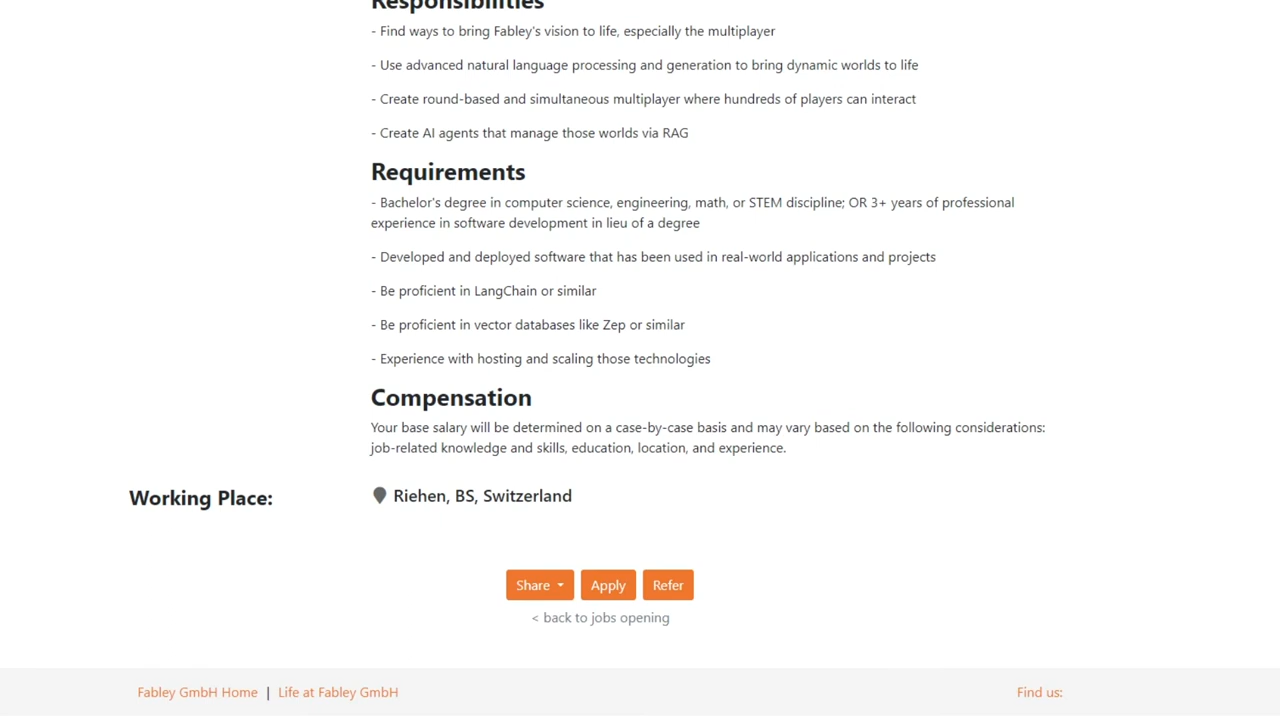 Responsibilities
- Find ways to bring Fabley's vision to life, especially the multiplayer
- Use advanced natural language processing and generation to bring dynamic worlds to life
- Create round-based and simultaneous multiplayer where hundreds of players can interact
- Create AI agents that manage those worlds via RAG
Requirements
- Bachelor's degree in computer science, engineering, math, or STEM discipline; OR 3+ years of professional
experience in software development in lieu of a degree
- Developed and deployed software that has been used in real-world applications and projects
- Be proficient in LangChain or similar
- Be proficient in vector databases like Zep or similar
- Experience with hosting and scaling those technologies
Compensation
Your base salary will be determined on a case-by-case basis and may vary based on the following considerations:
job-related knowledge and skills, education, location, and experience.
Working Place: Riehen, BS, Switzerland
Share Apply Refer
< back to jobs opening
Fabley GmbH Home | Life at Fabley GmbH Find us: